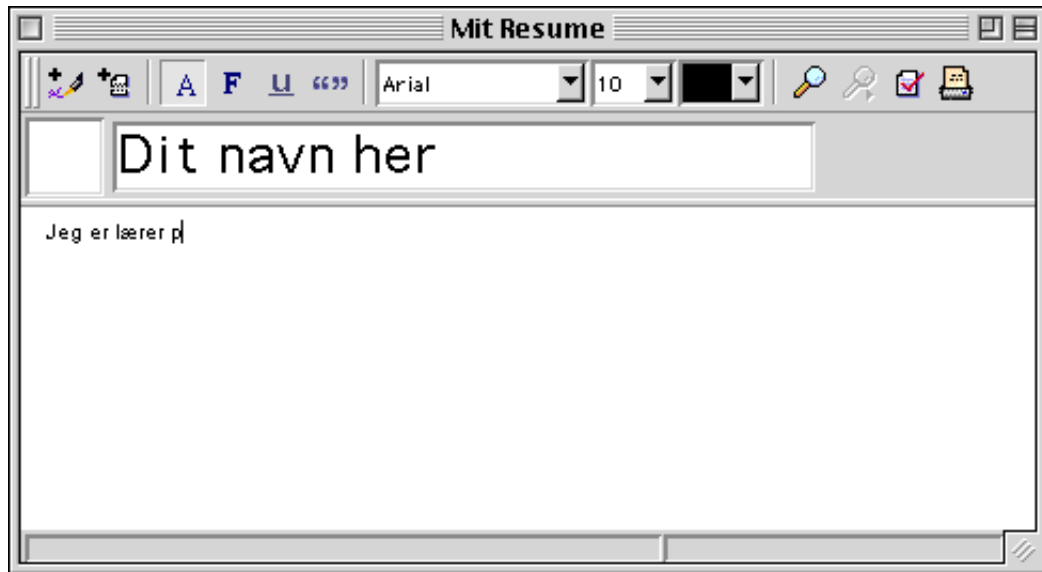 Mit Resume
A F U “” Arial 10
Dit navn her
Jeg er lærer p